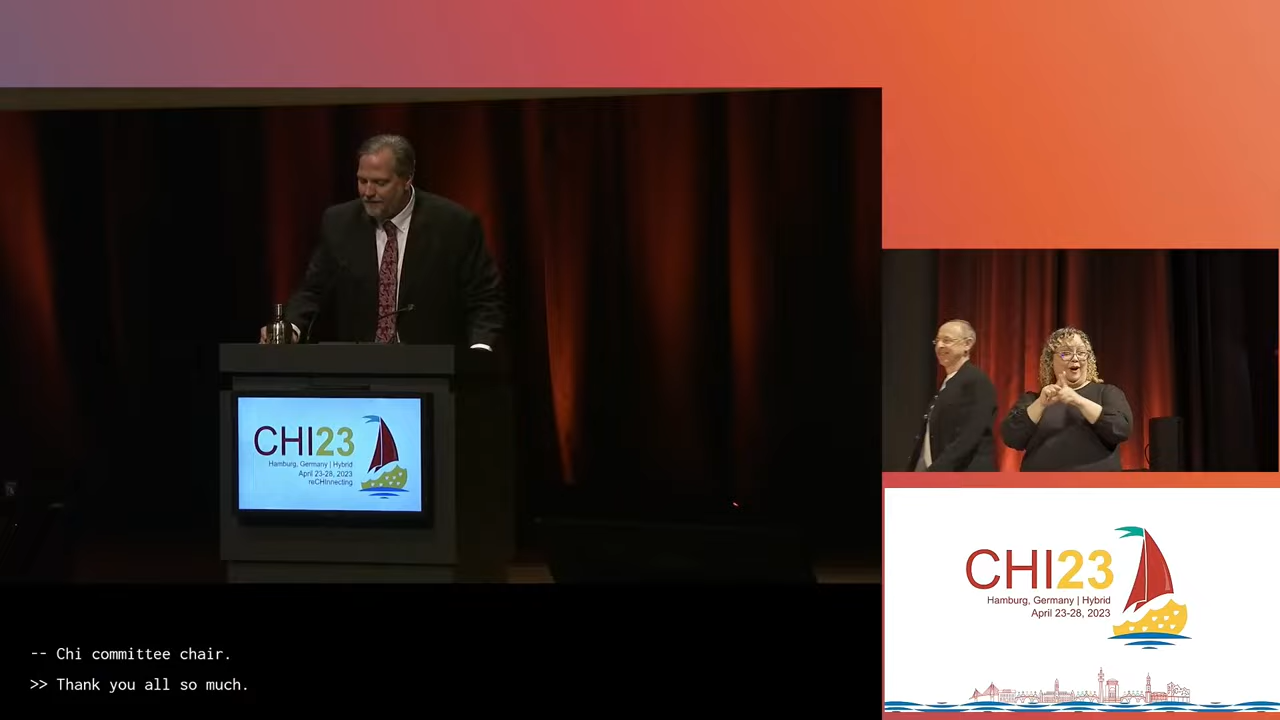 CHI23
Hamburg, Germany | Hybrid
April 23-28, 2023
reCHInnecting
CHI23
Hamburg, Germany | Hybrid
April 23-28, 2023
-- Chi committee chair.
>> Thank you all so much.